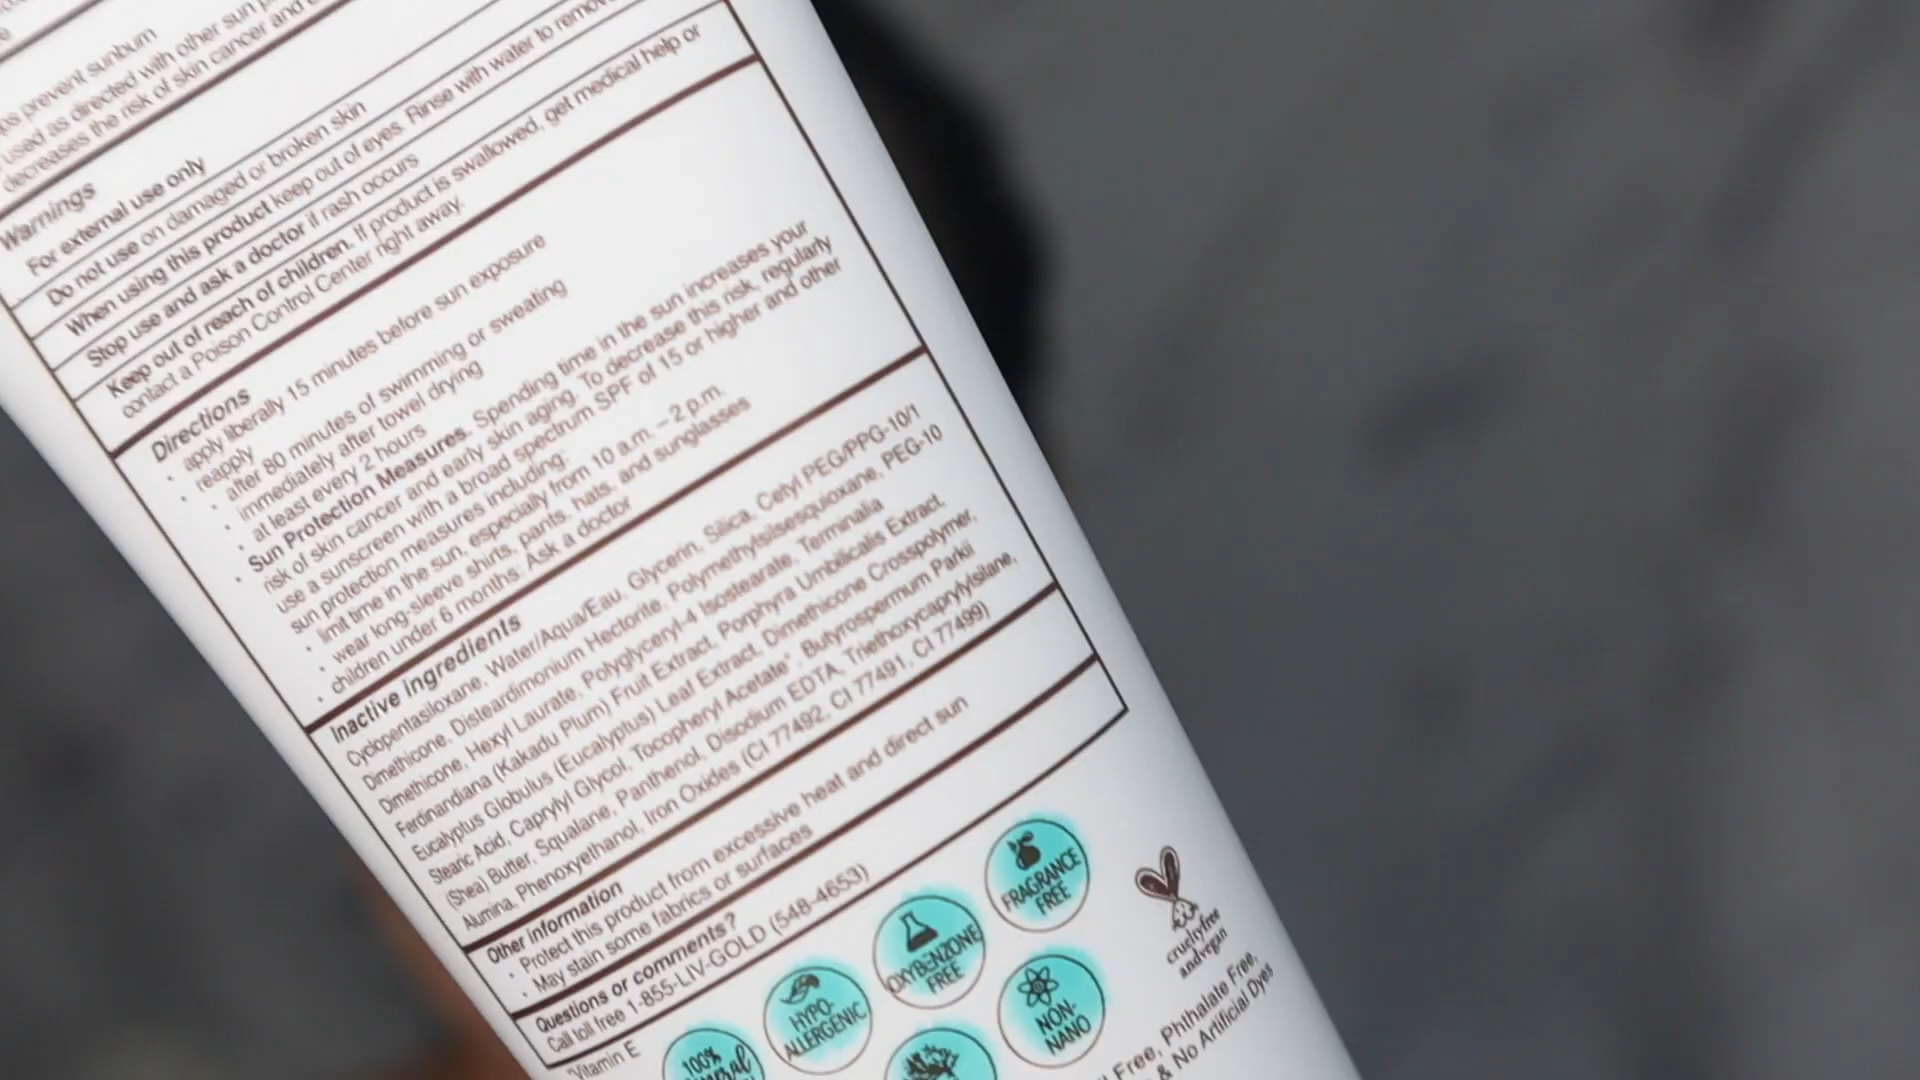 ps prevent sunburn
used as directed with other sun
decreases the risk of skin cancer and
Warnings
For external use only
Do not use on damaged or broken skin
When using this product keep out of eyes. Rinse with water to remove
Stop use and ask a doctor if rash occurs
Keep out of reach of children. If product is swallowed, get medical help or
contact a Poison Control Center right away.
Directions
• apply liberally 15 minutes before sun exposure
• reapply
• after 80 minutes of swimming or sweating
• immediately after towel drying
• at least every 2 hours
• Sun Protection Measures. Spending time in the sun increases your
risk of skin cancer and early skin aging. To decrease this risk, regularly
use a sunscreen with a broad spectrum SPF of 15 or higher and other
sun protection measures including:
• limit time in the sun, especially from 10 a.m. – 2 p.m.
• wear long-sleeve shirts, pants, hats, and sunglasses
• children under 6 months: Ask a doctor
Inactive ingredients
Cyclopentasiloxane, Water/Aqua/Eau, Glycerin, Silica, Cetyl PEG/PPG-10/1
Dimethicone, Disteardimonium Hectorite, Polymethylsilsesquioxane, PEG-10
Dimethicone, Hexyl Laurate, Polyglyceryl-4 Isostearate, Terminalia
Ferdinandiana (Kakadu Plum) Fruit Extract, Porphyra Umbilicalis Extract,
Eucalyptus Globulus (Eucalyptus) Leaf Extract, Dimethicone Crosspolymer,
Stearic Acid, Caprylyl Glycol, Tocopheryl Acetate*, Butyrospermum Parkii
(Shea) Butter, Squalane, Panthenol, Disodium EDTA, Triethoxycaprylylsilane,
Alumina, Phenoxyethanol, Iron Oxides (CI 77492, CI 77491, CI 77499)
Other information
• Protect this product from excessive heat and direct sun
• May stain some fabrics or surfaces
Questions or comments?
Call toll free 1-855-LIV-GOLD (548-4653)
*Vitamin E
100%
HYPO-
ALLERGENIC
OXYBENZONE
FREE
FRAGRANCE
FREE
NON-
NANO
crueltyfree
andvegan
Free, Phthalate Free,
& No Artificial Dyes